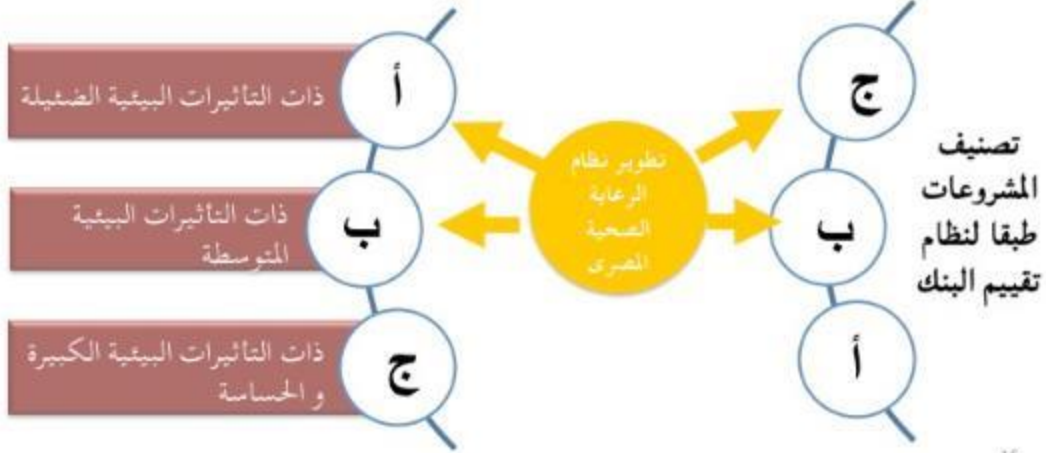 ج
ب
أ
تصنيف
المشروعات
طبقا لنظام
تقييم البنك
تطوير نظام
الرعاية
الصحية
المصرى
أ
ذات التأثيرات البيئية الضئيلة
ب
ذات التأثيرات البيئية
المتوسطة
ج
ذات التأثيرات البيئية الكبيرة
و الحساسة